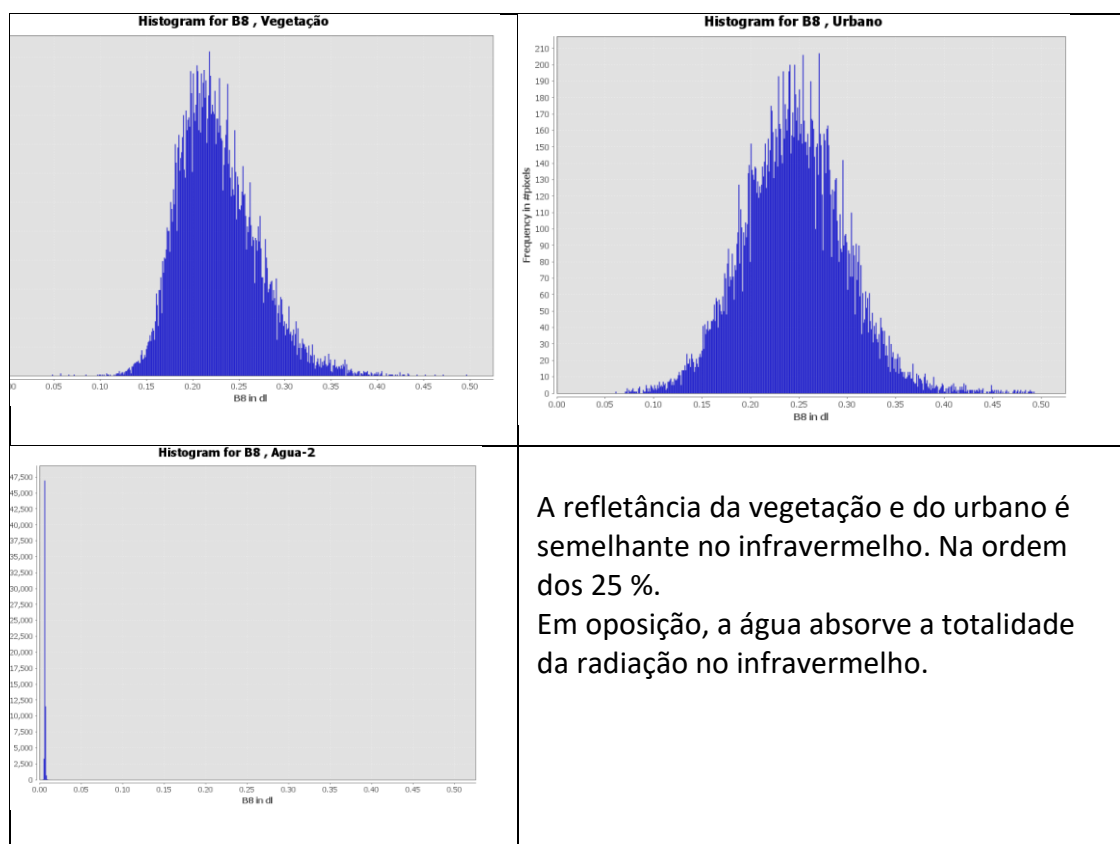 Histogram for B8 , Vegetação
0.05 0.10 0.15 0.20 0.25 0.30 0.35 0.40 0.45 0.50
B8 in dl
Histogram for B8 , Urbano
Frequency in #pixels
210
200
190
180
170
160
150
140
130
120
110
100
90
80
70
60
50
40
30
20
10
0
0.00 0.05 0.10 0.15 0.20 0.25 0.30 0.35 0.40 0.45 0.50
B8 in dl
Histogram for B8 , Agua-2
47,500
45,000
42,500
40,000
37,500
35,000
32,500
30,000
27,500
25,000
22,500
20,000
17,500
15,000
12,500
10,000
7,500
5,000
2,500
0
0.00 0.05 0.10 0.15 0.20 0.25 0.30 0.35 0.40 0.45 0.50
B8 in dl
A refletância da vegetação e do urbano é
semelhante no infravermelho. Na ordem
dos 25 %.
Em oposição, a água absorve a totalidade
da radiação no infravermelho.